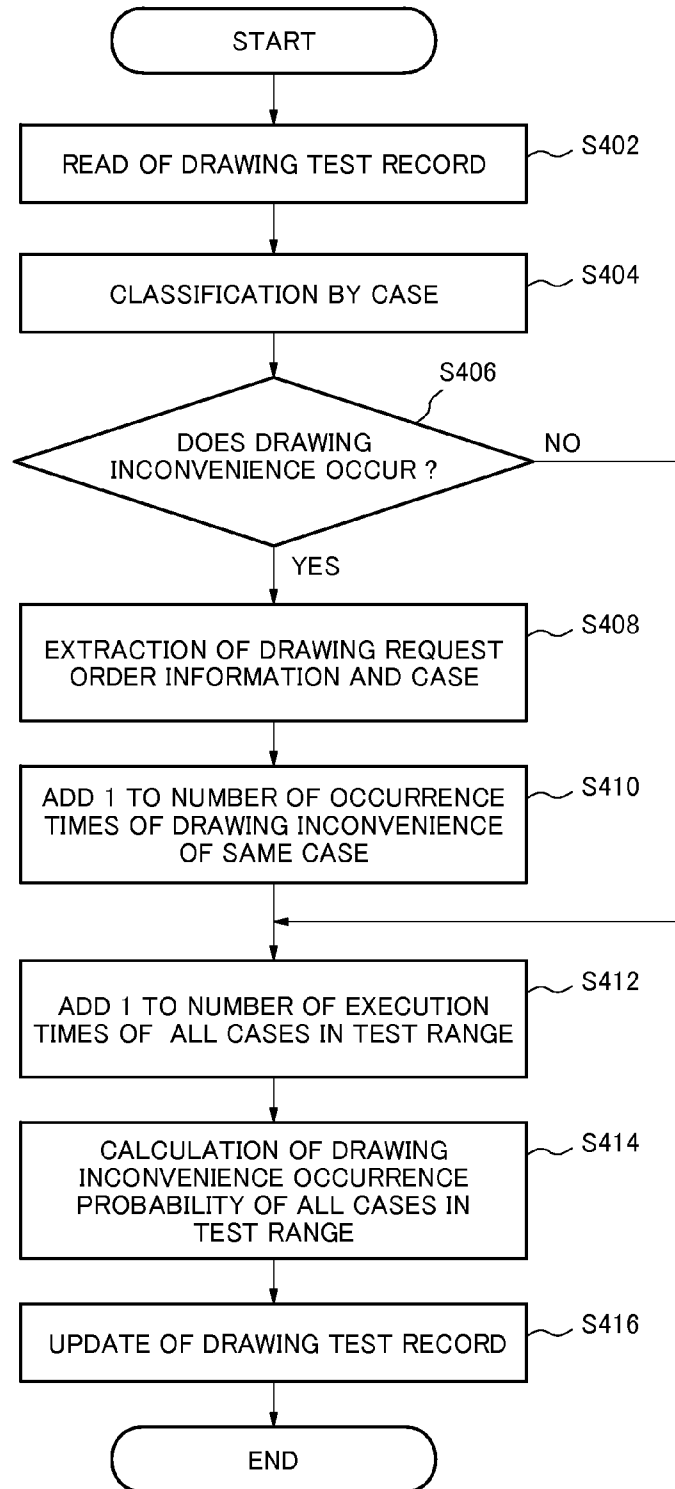 START
READ OF DRAWING TEST RECORD
S402
CLASSIFICATION BY CASE
S404
S406
DOES DRAWING
INCONVENIENCE OCCUR ?
NO
YES
EXTRACTION OF DRAWING REQUEST
ORDER INFORMATION AND CASE
S408
ADD 1 TO NUMBER OF OCCURRENCE
TIMES OF DRAWING INCONVENIENCE
OF SAME CASE
S410
ADD 1 TO NUMBER OF EXECUTION
TIMES OF ALL CASES IN TEST RANGE
S412
CALCULATION OF DRAWING
INCONVENIENCE OCCURRENCE
PROBABILITY OF ALL CASES IN
TEST RANGE
S414
UPDATE OF DRAWING TEST RECORD
S416
END